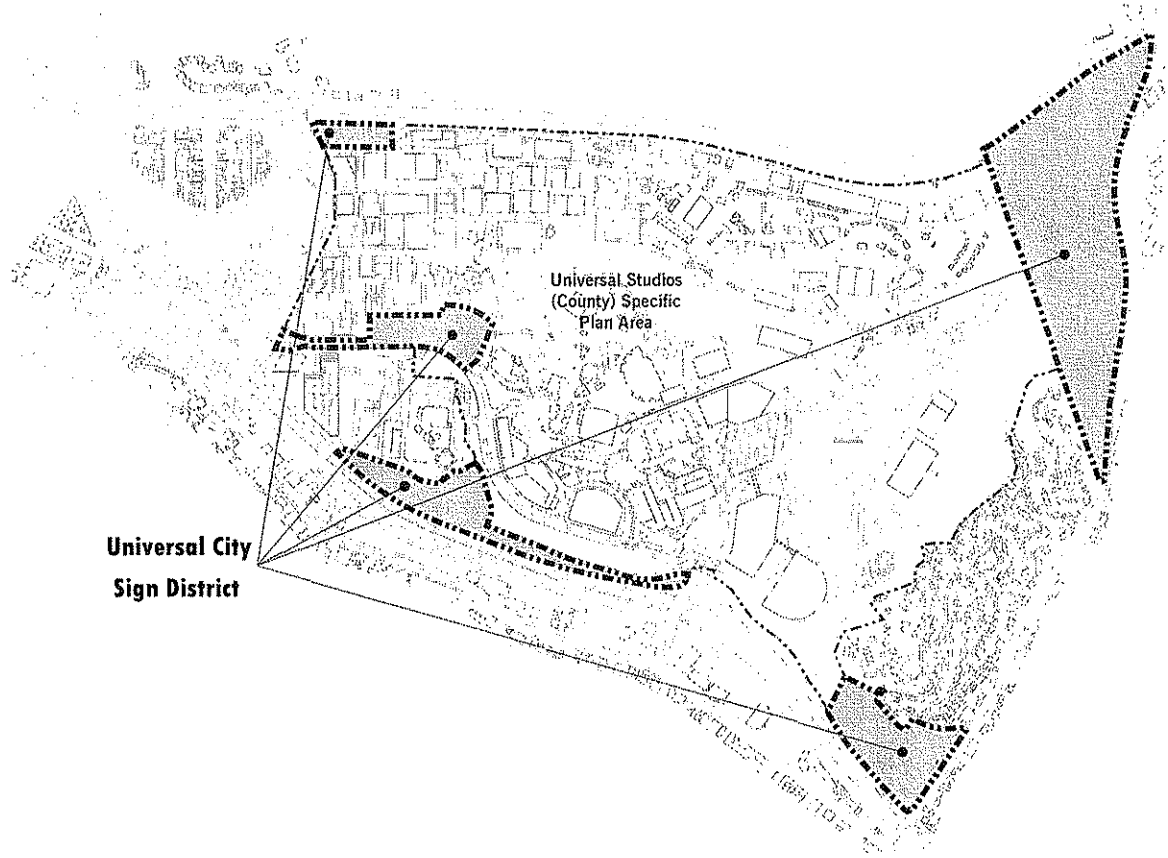 Universal Studios
(County) Specific
Plan Area
Universal City
Sign District